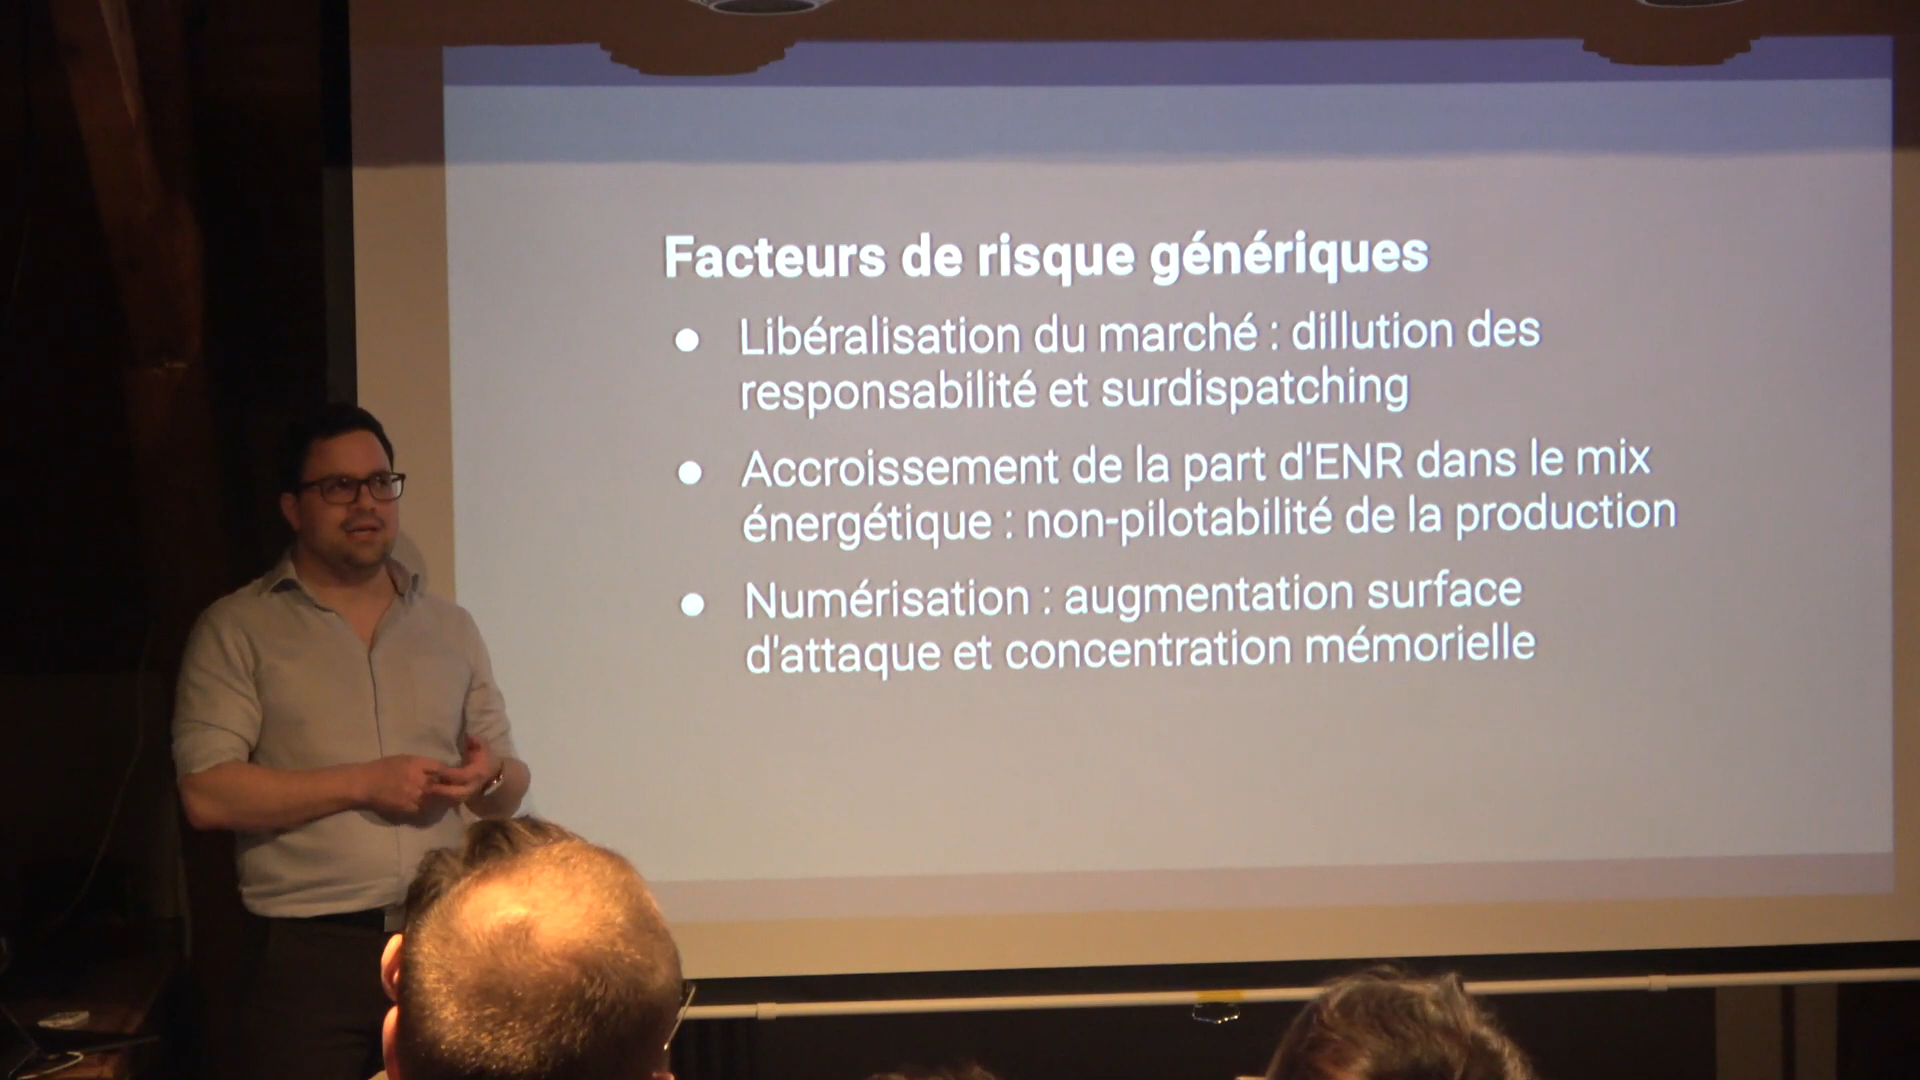 Facteurs de risque génériques
● Libéralisation du marché : dillution des
responsabilité et surdispatching
● Accroissement de la part d'ENR dans le mix
énergétique : non-pilotabilité de la production
● Numérisation : augmentation surface
d'attaque et concentration mémorielle